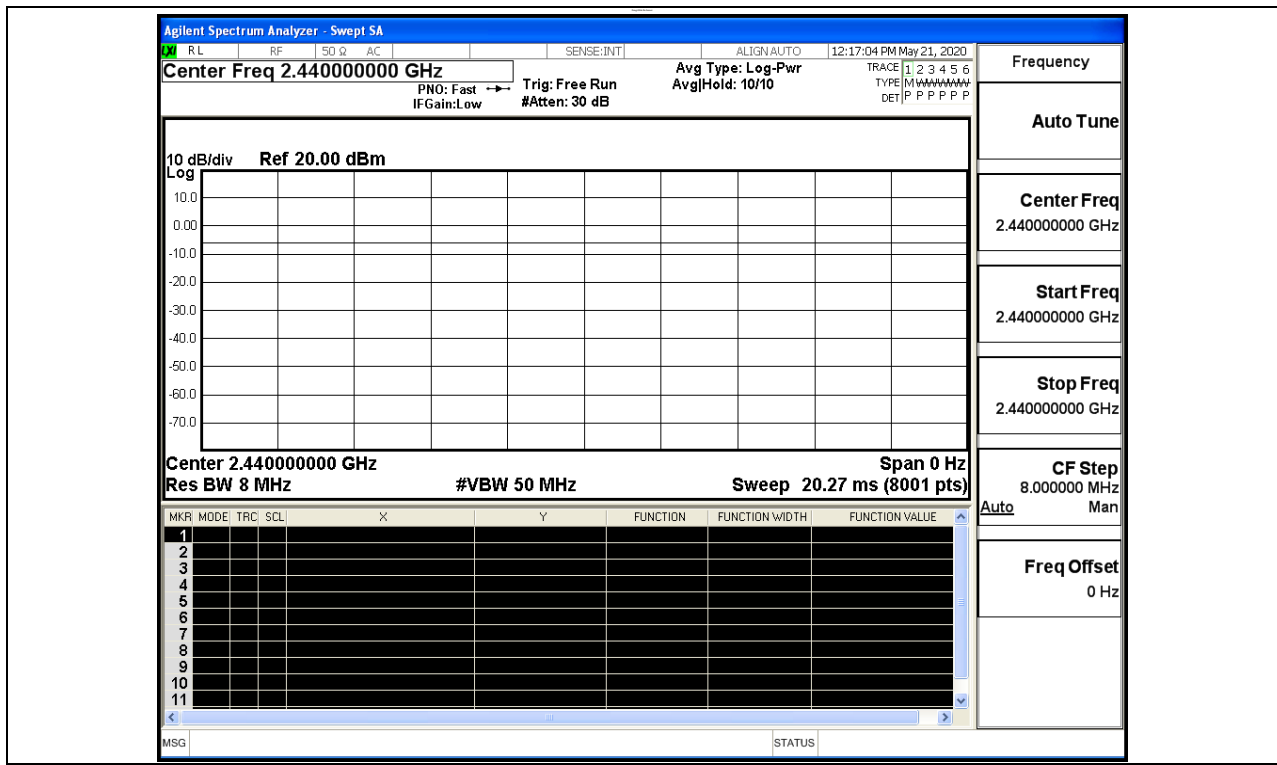 Agilent Spectrum Analyzer - Swept SA
LXI RL RF 50 Ω AC SENSE:INT ALIGN AUTO 12:17:04 PM May 21, 2020
Center Freq 2.440000000 GHz
PNO: Fast
IFGain:Low
Trig: Free Run
#Atten: 30 dB
Avg Type: Log-Pwr
Avg|Hold: 10/10
TRACE 1 2 3 4 5 6
TYPE M W W W W W
DET P P P P P P
10 dB/div Ref 20.00 dBm
Log
10.0
0.00
-10.0
-20.0
-30.0
-40.0
-50.0
-60.0
-70.0
Center 2.440000000 GHz Span 0 Hz
Res BW 8 MHz #VBW 50 MHz Sweep 20.27 ms (8001 pts)
MKR MODE TRC SCL X Y FUNCTION FUNCTION WIDTH FUNCTION VALUE
1
2
3
4
5
6
7
8
9
10
11
MSG STATUS
Frequency
Auto Tune
Center Freq
2.440000000 GHz
Start Freq
2.440000000 GHz
Stop Freq
2.440000000 GHz
CF Step
8.000000 MHz
Auto Man
Freq Offset
0 Hz